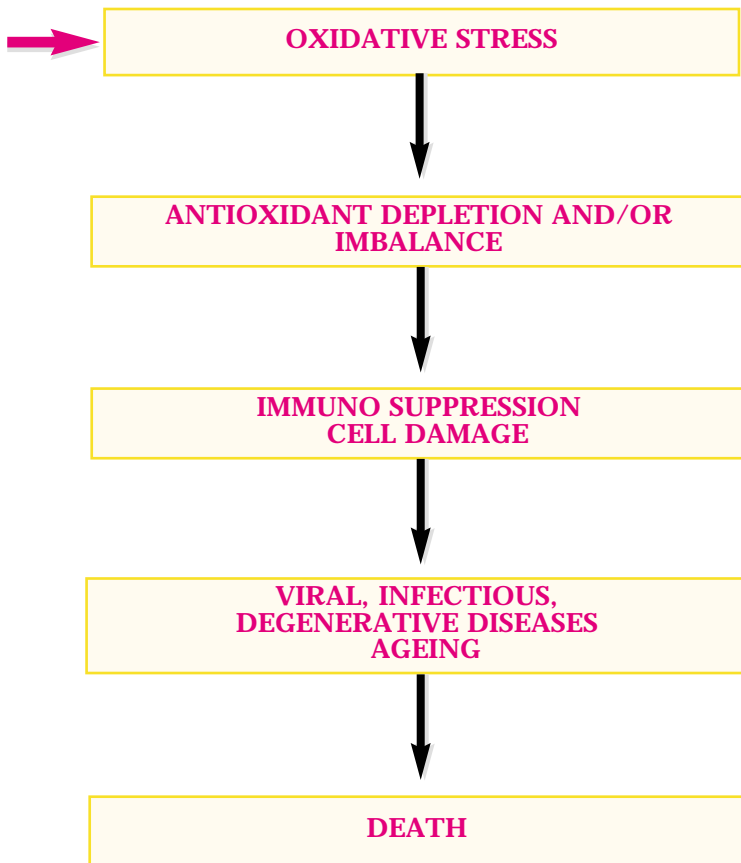 OXIDATIVE STRESS
ANTIOXIDANT DEPLETION AND/OR
IMBALANCE
IMMUNO SUPPRESSION
CELL DAMAGE
VIRAL, INFECTIOUS,
DEGENERATIVE DISEASES
AGEING
DEATH